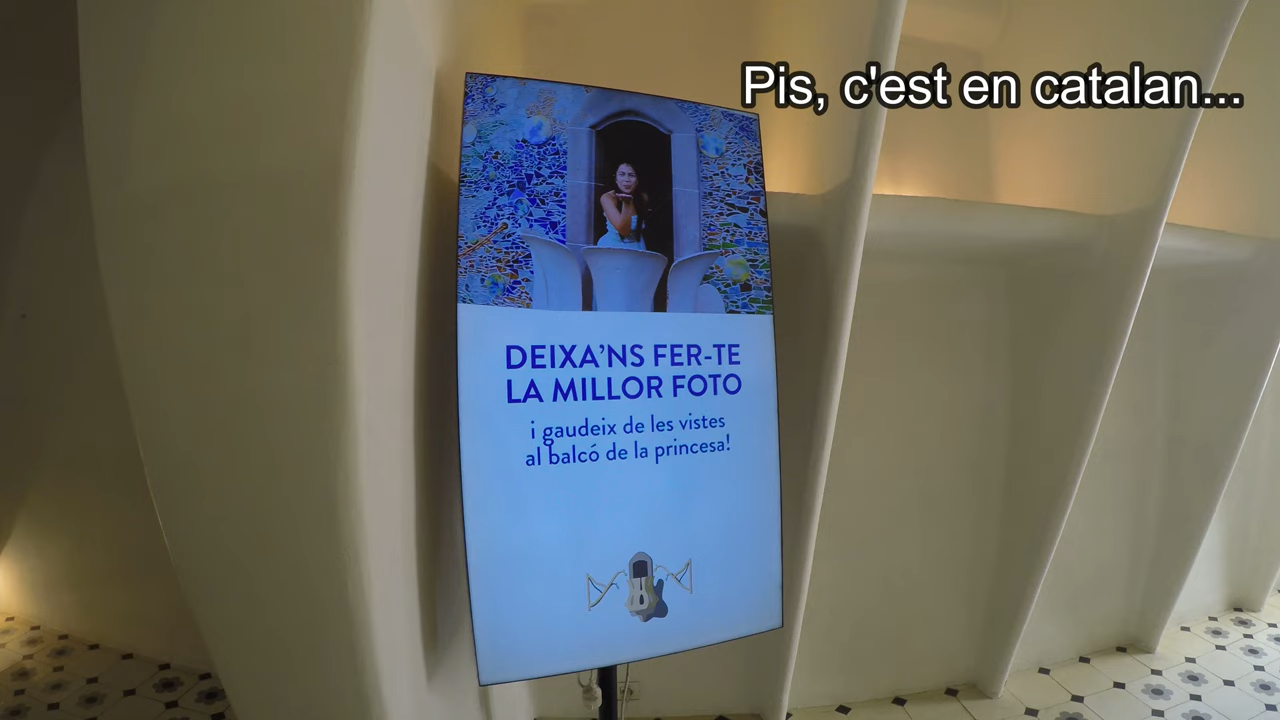 Pis, c'est en catalan...
DEIXA'NS FER-TE
LA MILLOR FOTO
i gaudeix de les vistes
al balcó de la princesa!